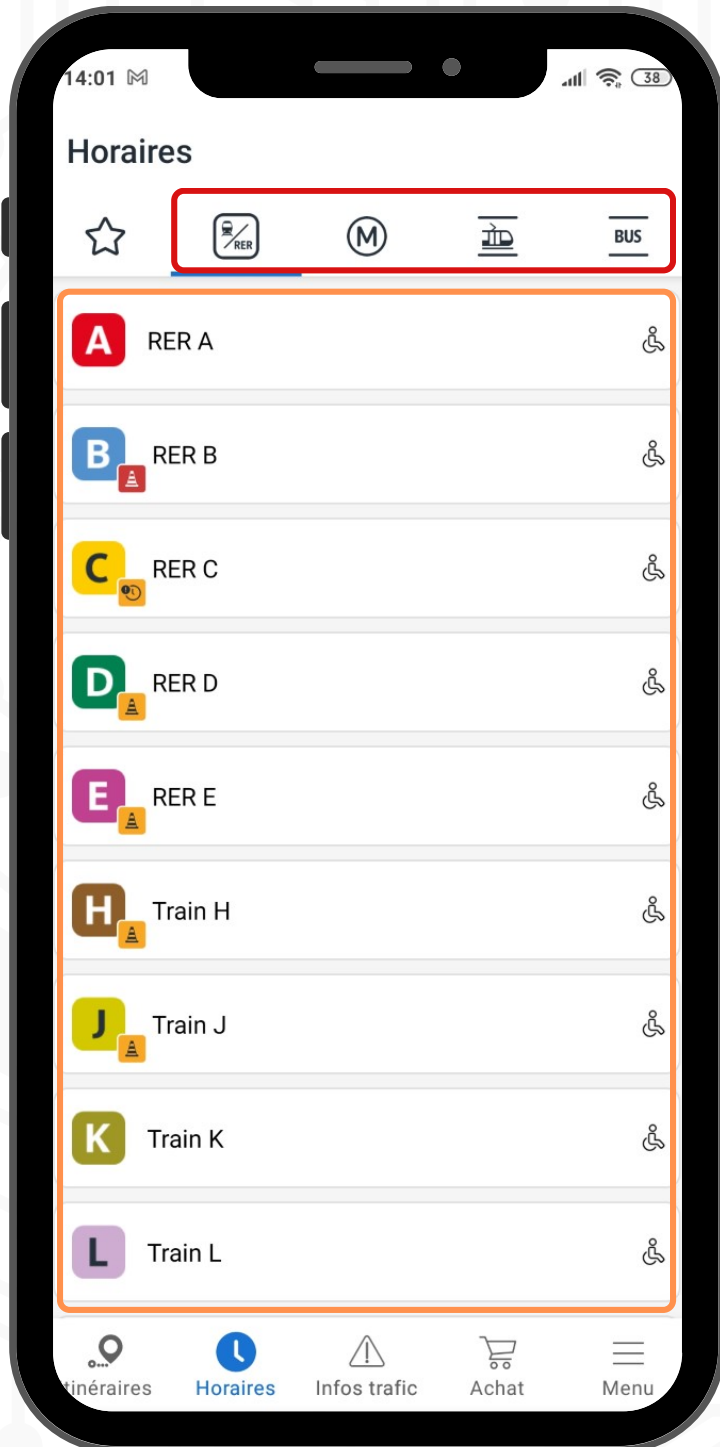 14:01
38
Horaires
RER
M
BUS
A RER A
B RER B
C RER C
D RER D
E RER E
H Train H
J Train J
K Train K
L Train L
tinéraires Horaires Infos trafic Achat Menu